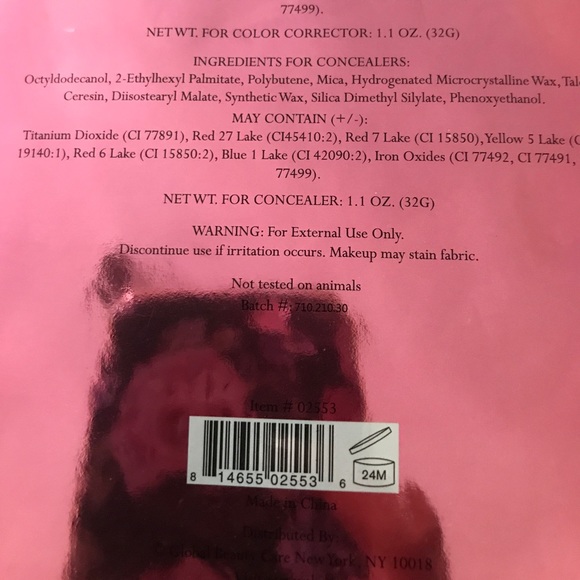 77499).
NET WT. FOR COLOR CORRECTOR: 1.1 OZ. (32G)
INGREDIENTS FOR CONCEALERS:
Octyldodecanol, 2-Ethylhexyl Palmitate, Polybutene, Mica, Hydrogenated Microcrystalline Wax, Tal
Ceresin, Diisostearyl Malate, Synthetic Wax, Silica Dimethyl Silylate, Phenoxyethanol.
MAY CONTAIN (+/-):
Titanium Dioxide (CI 77891), Red 27 Lake (CI45410:2), Red 7 Lake (CI 15850), Yellow 5 Lake (C
19140:1), Red 6 Lake (CI 15850:2), Blue 1 Lake (CI 42090:2), Iron Oxides (CI 77492, CI 77491,
77499).
NET WT. FOR CONCEALER: 1.1 OZ. (32G)
WARNING: For External Use Only.
Discontinue use if irritation occurs. Makeup may stain fabric.
Not tested on animals
Batch #: 710.210.30
Item # 02553
8 14655 02553 6
24M
Made in China
Distributed By
Global Beauty Care New York, NY 10018